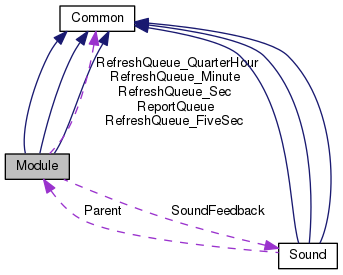 Common
RefreshQueue_QuarterHour
RefreshQueue_Minute
RefreshQueue_Sec
ReportQueue
RefreshQueue_FiveSec
Module
Parent
SoundFeedback
Sound